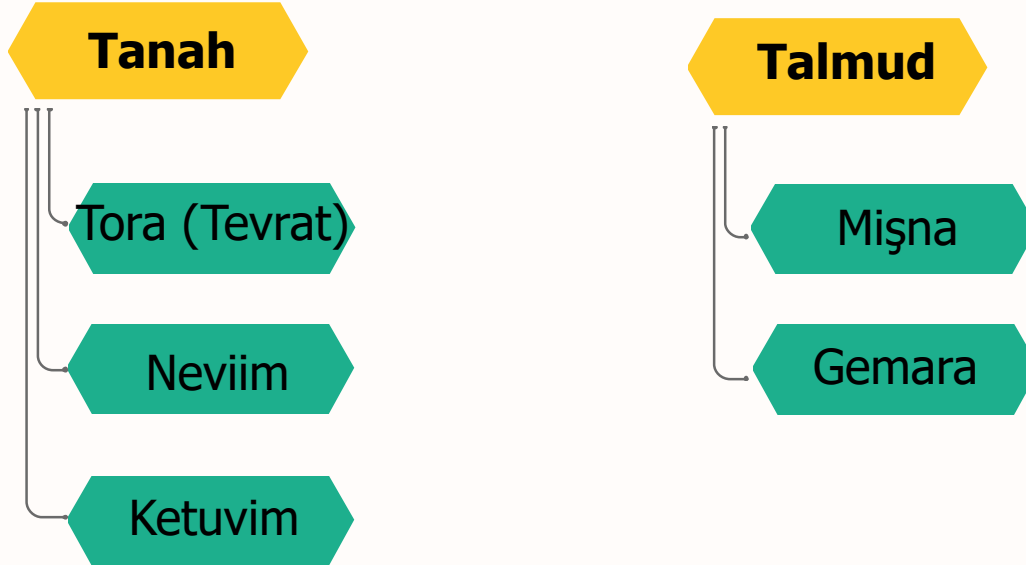 Tanah
Tora (Tevrat)
Neviim
Ketuvim
Talmud
Mişna
Gemara